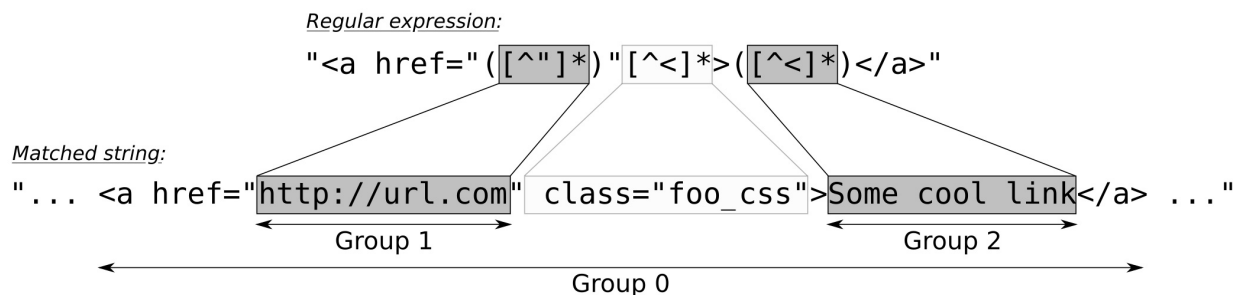 Regular expression:
"<a href="([^"]*)"[^<]*>([^<]*)</a>"
Matched string:
"... <a href="http://url.com" class="foo_css">Some cool link</a> ..."
Group 1 Group 2
Group 0